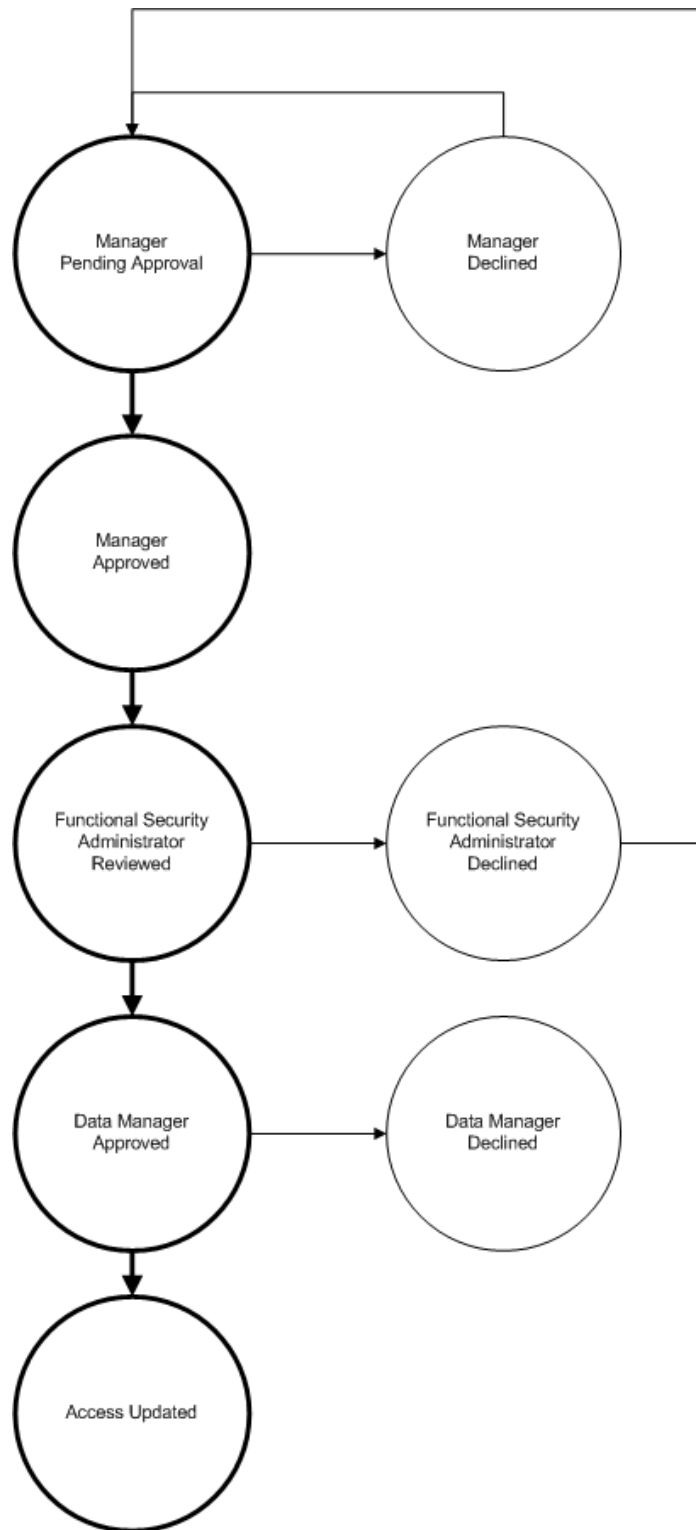 Manager
Pending Approval
Manager
Declined
Manager
Approved
Functional Security
Administrator
Reviewed
Functional Security
Administrator
Declined
Data Manager
Approved
Data Manager
Declined
Access Updated